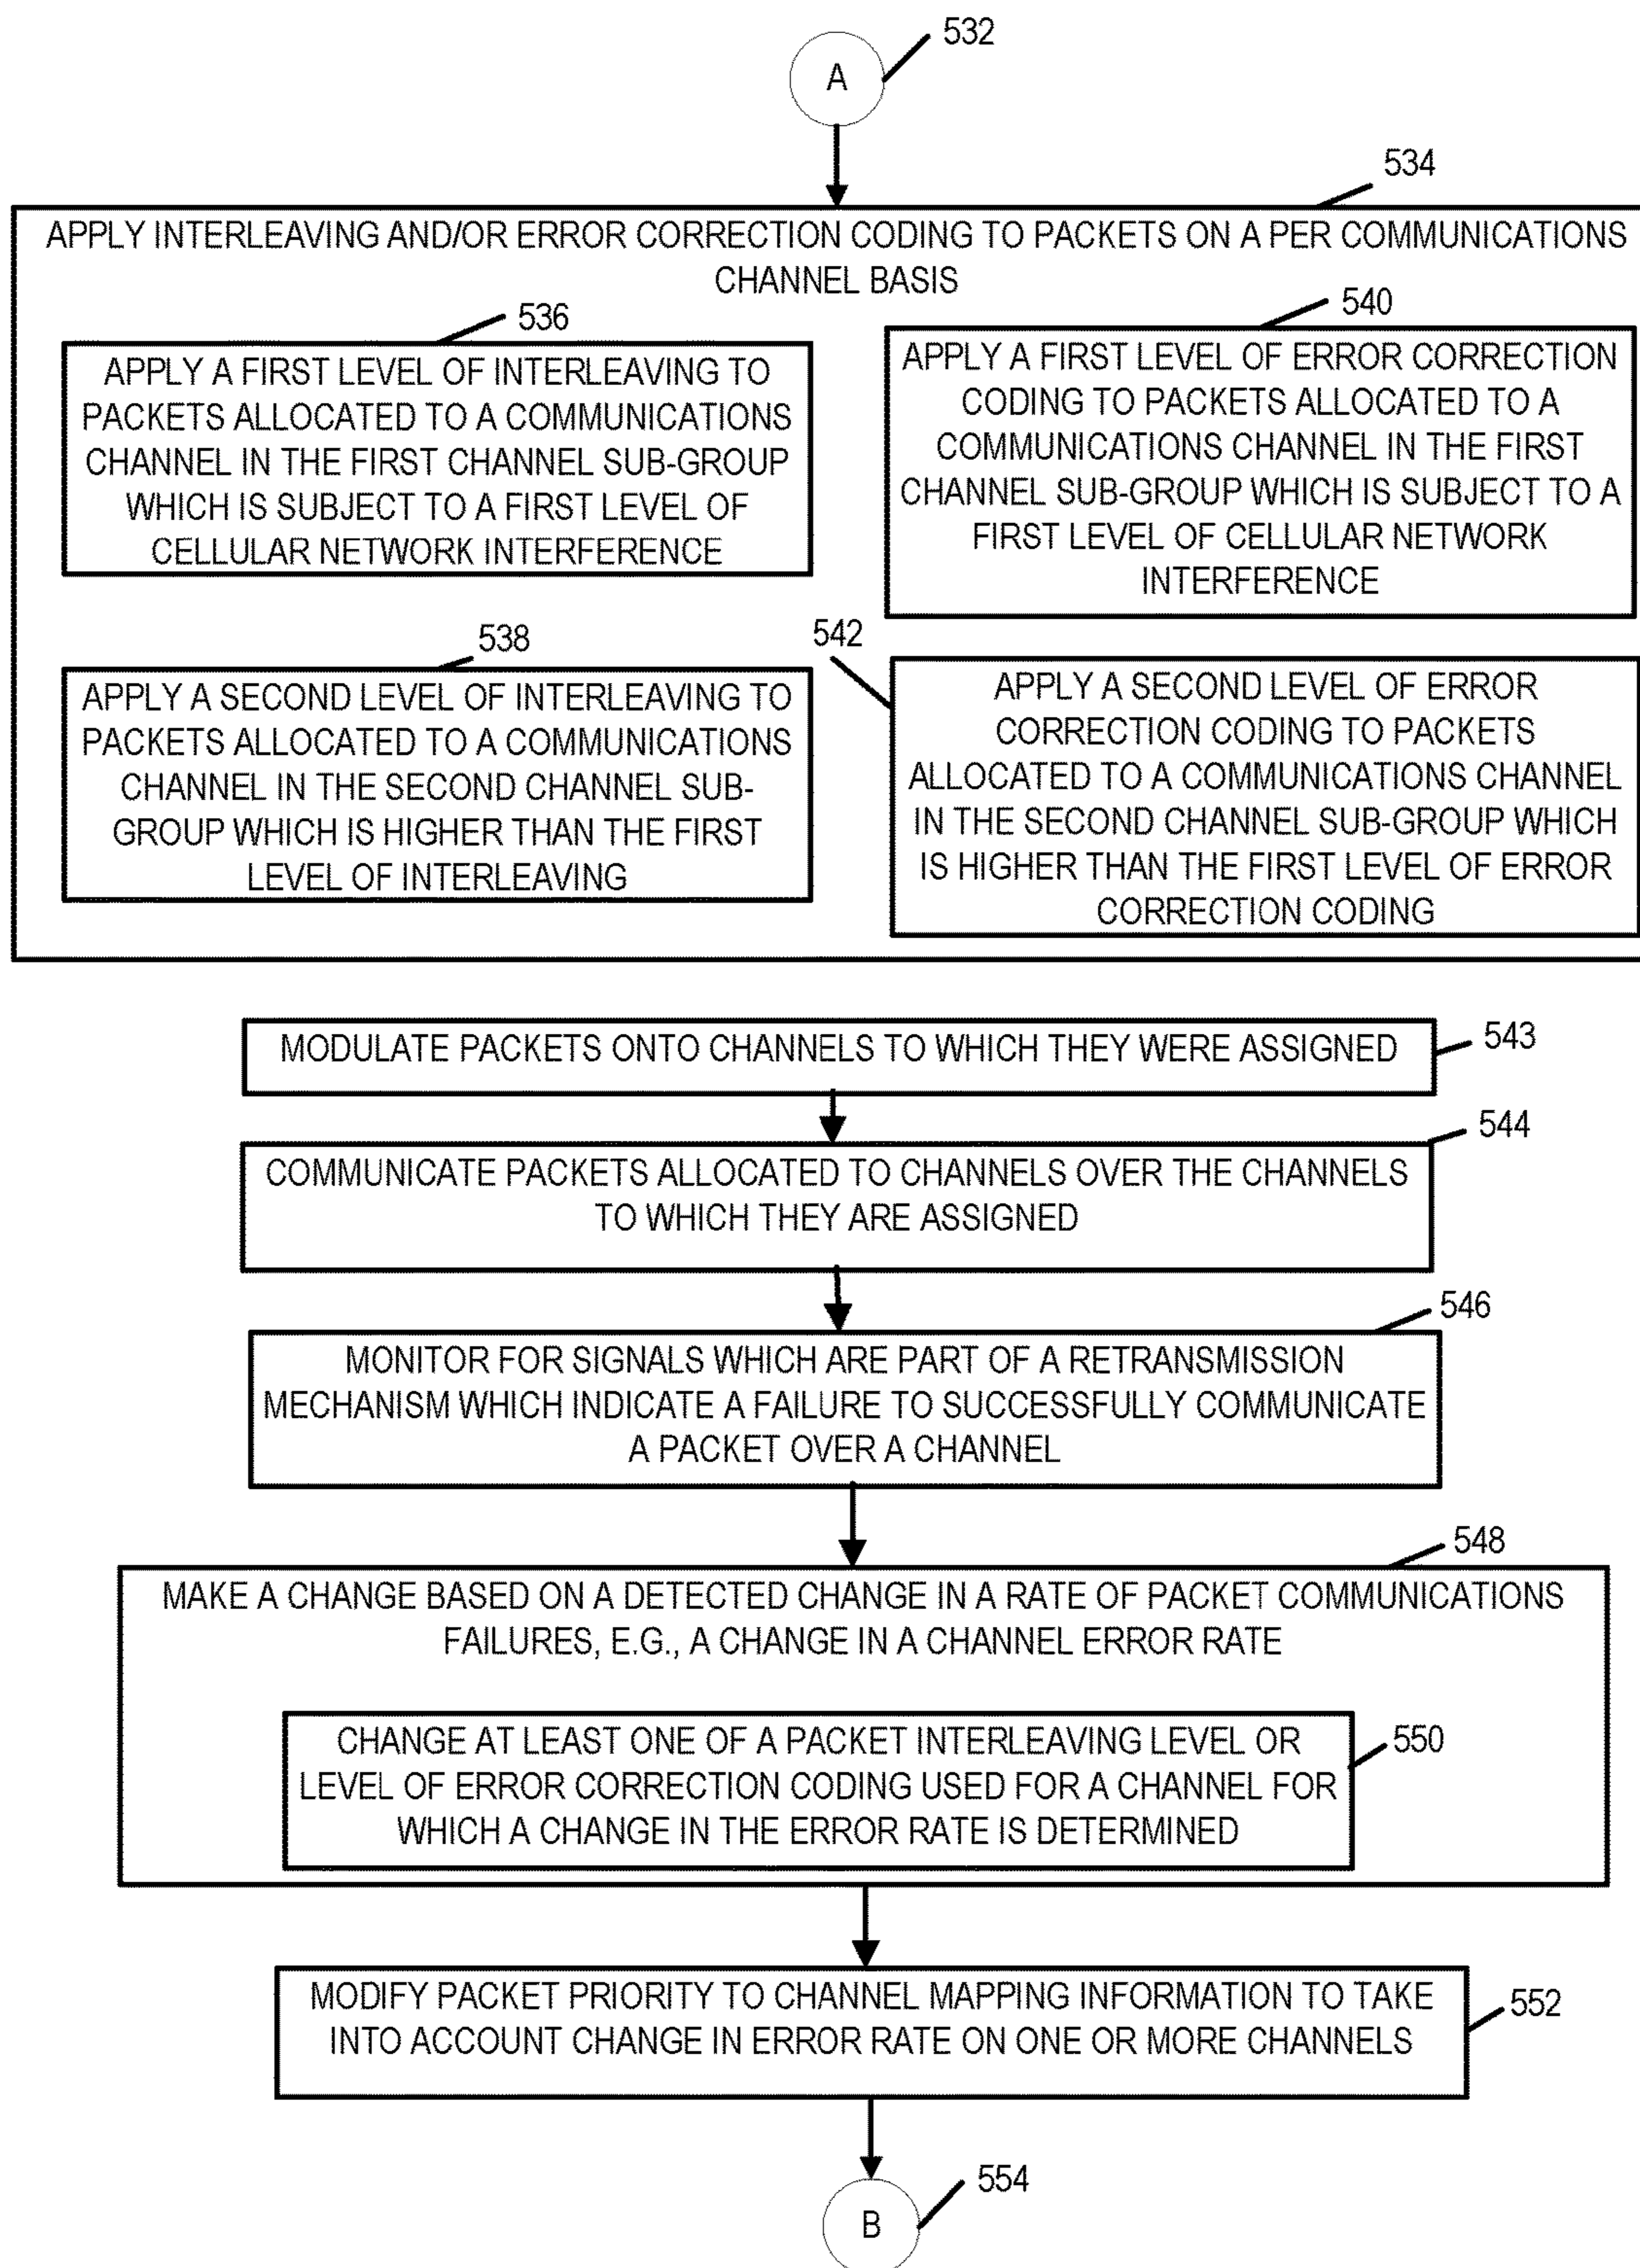 532
A
534
APPLY INTERLEAVING AND/OR ERROR CORRECTION CODING TO PACKETS ON A PER COMMUNICATIONS
CHANNEL BASIS
536
APPLY A FIRST LEVEL OF INTERLEAVING TO
PACKETS ALLOCATED TO A COMMUNICATIONS
CHANNEL IN THE FIRST CHANNEL SUB-GROUP
WHICH IS SUBJECT TO A FIRST LEVEL OF
CELLULAR NETWORK INTERFERENCE
540
APPLY A FIRST LEVEL OF ERROR CORRECTION
CODING TO PACKETS ALLOCATED TO A
COMMUNICATIONS CHANNEL IN THE FIRST
CHANNEL SUB-GROUP WHICH IS SUBJECT TO A
FIRST LEVEL OF CELLULAR NETWORK
INTERFERENCE
538
APPLY A SECOND LEVEL OF INTERLEAVING TO
PACKETS ALLOCATED TO A COMMUNICATIONS
CHANNEL IN THE SECOND CHANNEL SUB-
GROUP WHICH IS HIGHER THAN THE FIRST
LEVEL OF INTERLEAVING
542
APPLY A SECOND LEVEL OF ERROR
CORRECTION CODING TO PACKETS
ALLOCATED TO A COMMUNICATIONS CHANNEL
IN THE SECOND CHANNEL SUB-GROUP WHICH
IS HIGHER THAN THE FIRST LEVEL OF ERROR
CORRECTION CODING
MODULATE PACKETS ONTO CHANNELS TO WHICH THEY WERE ASSIGNED
543
544
COMMUNICATE PACKETS ALLOCATED TO CHANNELS OVER THE CHANNELS
TO WHICH THEY ARE ASSIGNED
546
MONITOR FOR SIGNALS WHICH ARE PART OF A RETRANSMISSION
MECHANISM WHICH INDICATE A FAILURE TO SUCCESSFULLY COMMUNICATE
A PACKET OVER A CHANNEL
548
MAKE A CHANGE BASED ON A DETECTED CHANGE IN A RATE OF PACKET COMMUNICATIONS
FAILURES, E.G., A CHANGE IN A CHANNEL ERROR RATE
CHANGE AT LEAST ONE OF A PACKET INTERLEAVING LEVEL OR
LEVEL OF ERROR CORRECTION CODING USED FOR A CHANNEL FOR
WHICH A CHANGE IN THE ERROR RATE IS DETERMINED
550
MODIFY PACKET PRIORITY TO CHANNEL MAPPING INFORMATION TO TAKE
INTO ACCOUNT CHANGE IN ERROR RATE ON ONE OR MORE CHANNELS
552
554
B